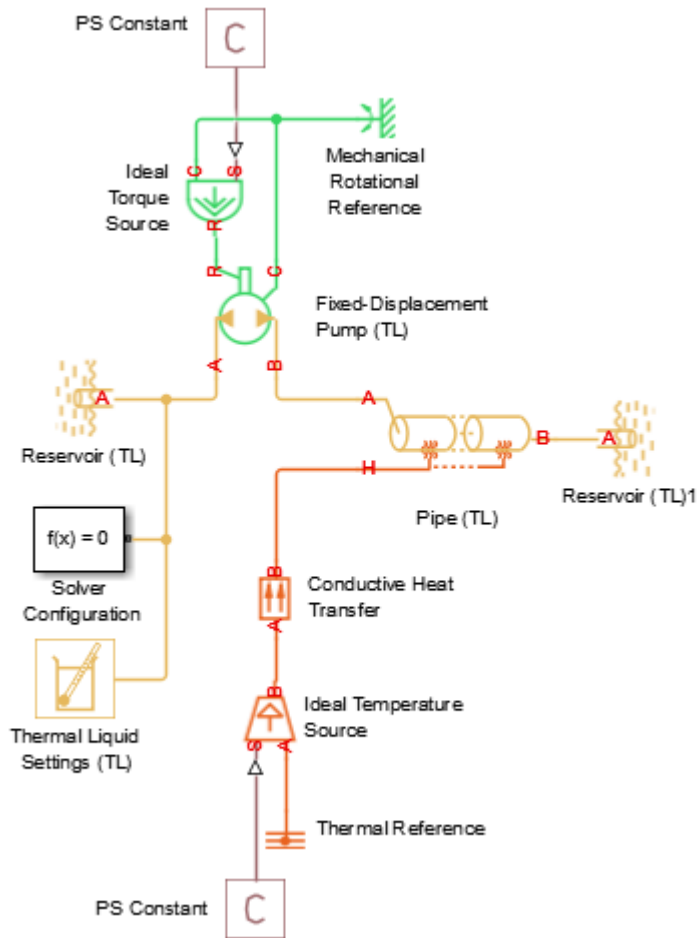 PS Constant
C
C
S
Ideal
Torque
Source
Mechanical
Rotational
Reference
R
R
C
Fixed-Displacement
Pump (TL)
A
B
A
A
B
A
Reservoir (TL)
Reservoir (TL)1
H
Pipe (TL)
f(x) = 0
Solver
Configuration
B
Conductive Heat
Transfer
A
B
Ideal Temperature
Source
S
A
Thermal Liquid
Settings (TL)
Thermal Reference
PS Constant
C